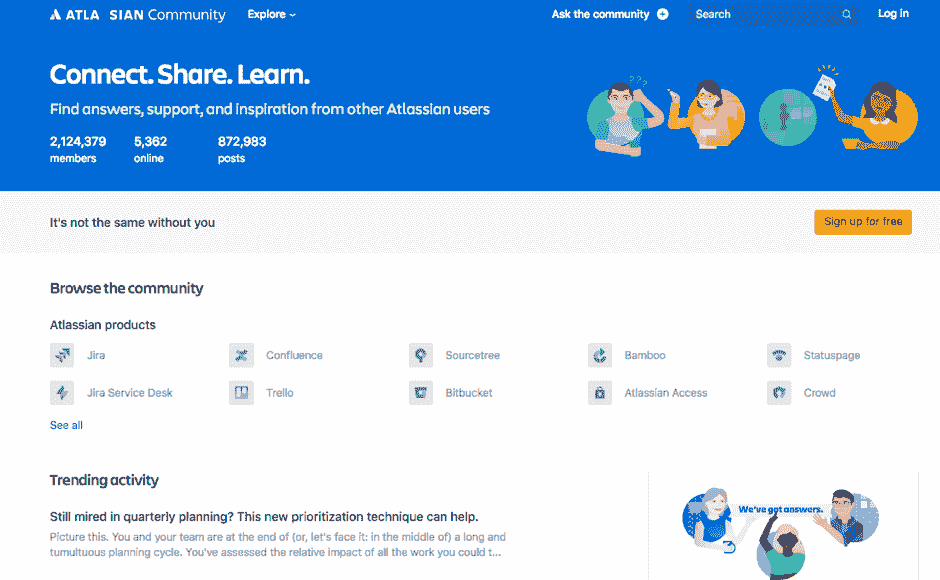 ATLA SIAN Community Explore Ask the community Search Log in
Connect. Share. Learn.
Find answers, support, and inspiration from other Atlassian users
2,124,379 5,362 872,983
members online posts
It's not the same without you Sign up for free
Browse the community
Atlassian products
Jira Confluence Sourcetree Bamboo Statuspage
Jira Service Desk Trello Bitbucket Atlassian Access Crowd
See all
Trending activity
Still mired in quarterly planning? This new prioritization technique can help.
Picture this. You and your team are at the end of (or, let's face it: in the middle of) a long and
tumultuous planning cycle. You've assessed the relative impact of all the work you could t...
We've got answers.